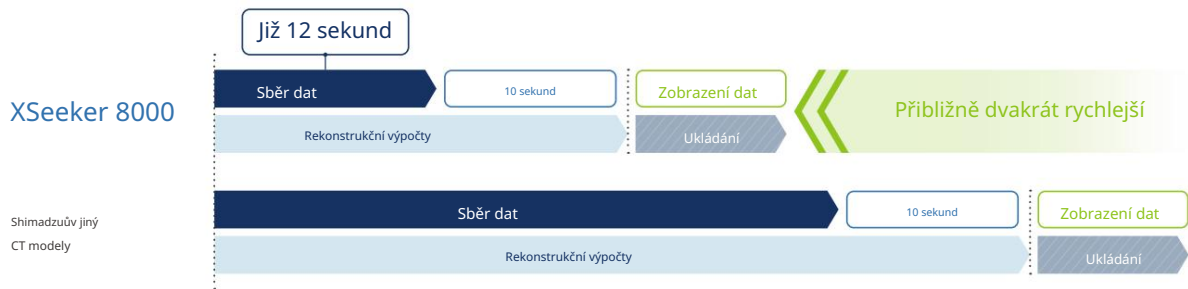 Již 12 sekund
XSeeker 8000
Sběr dat
10 sekund
Zobrazení dat
Přibližně dvakrát rychlejší
Rekonstrukční výpočty
Ukládání
Shimadzuův jiný
CT modely
Sběr dat
10 sekund
Zobrazení dat
Rekonstrukční výpočty
Ukládání